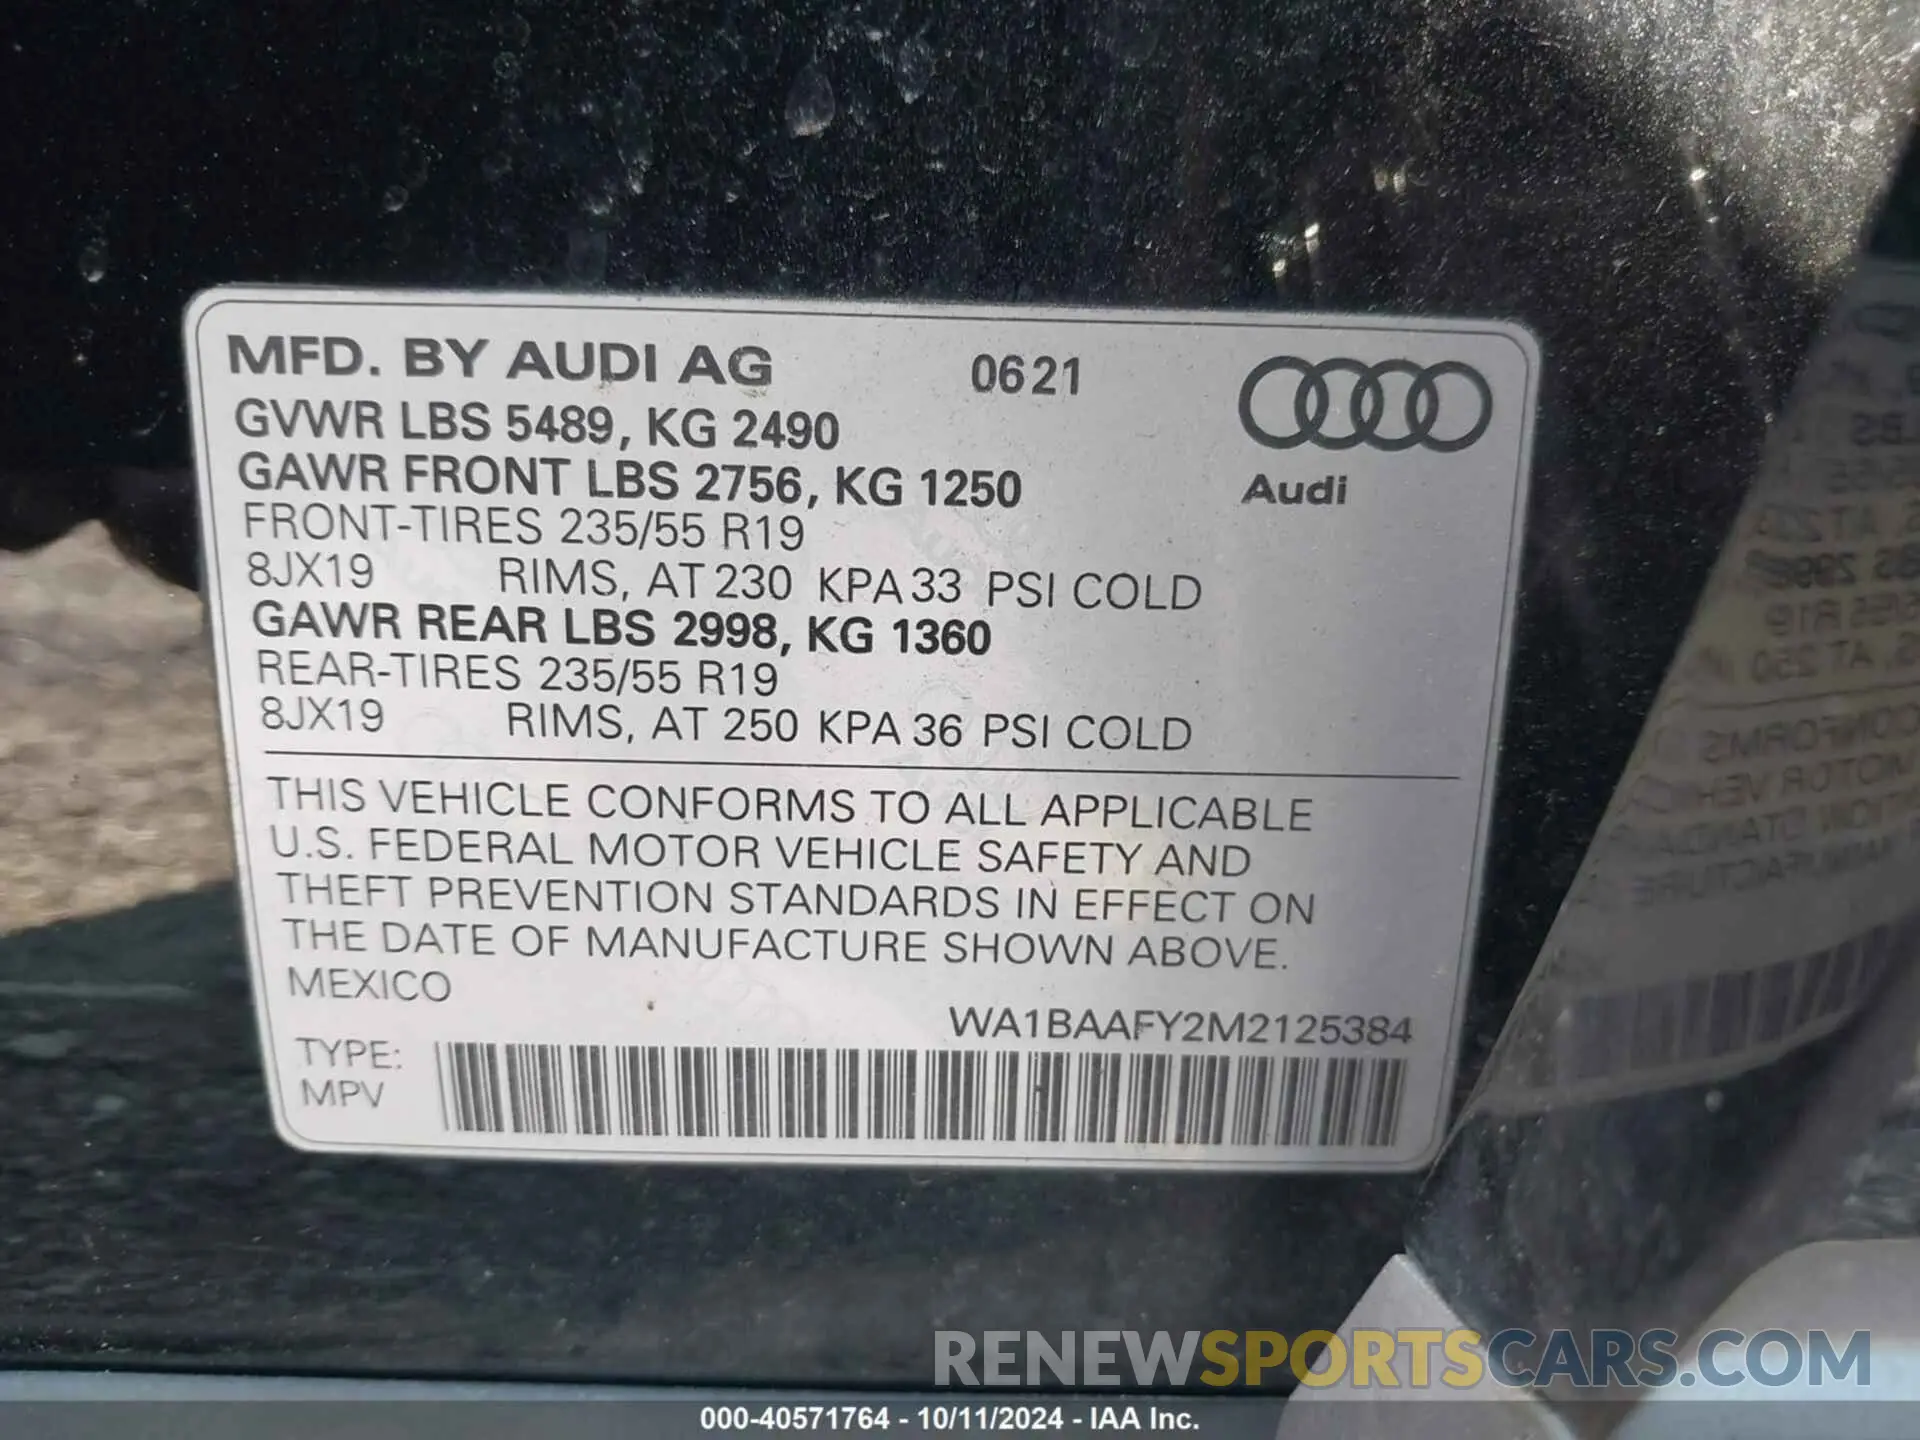 MFD. BY AUDI AG 0621
GVWR LBS 5489, KG 2490
GAWR FRONT LBS 2756, KG 1250
Audi
FRONT-TIRES 235/55 R19
8JX19 RIMS, AT 230 KPA 33 PSI COLD
GAWR REAR LBS 2998, KG 1360
REAR-TIRES 235/55 R19
8JX19 RIMS, AT 250 KPA 36 PSI COLD
THIS VEHICLE CONFORMS TO ALL APPLICABLE
U.S. FEDERAL MOTOR VEHICLE SAFETY AND
THEFT PREVENTION STANDARDS IN EFFECT ON
THE DATE OF MANUFACTURE SHOWN ABOVE.
MEXICO
WA1BAAFY2M2125384
TYPE:
MPV
RENEWSPORTSCARS.COM
000-40571764 - 10/11/2024 - IAA Inc.